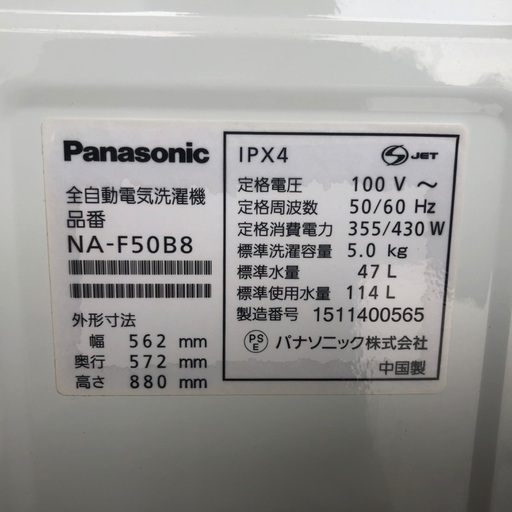 Panasonic
全自動電気洗濯機
品番
NA-F50B8
外形寸法
幅 562 mm
奥行 572 mm
高さ 880 mm
IPX4
S JET
定格電圧 100 V ～
定格周波数 50/60 Hz
定格消費電力 355/430 W
標準洗濯容量 5.0 kg
標準水量 47 L
標準使用水量 114 L
製造番号 1511400565
PSE パナソニック株式会社
中国製